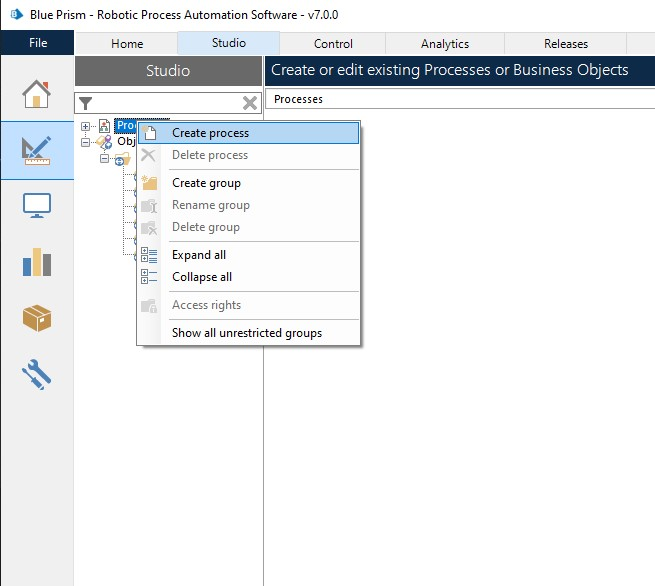 Blue Prism - Robotic Process Automation Software - v7.0.0
File Home Studio Control Analytics Releases
Studio
Create or edit existing Processes or Business Objects
Processes
Create process
Delete process
Create group
Rename group
Delete group
Expand all
Collapse all
Access rights
Show all unrestricted groups